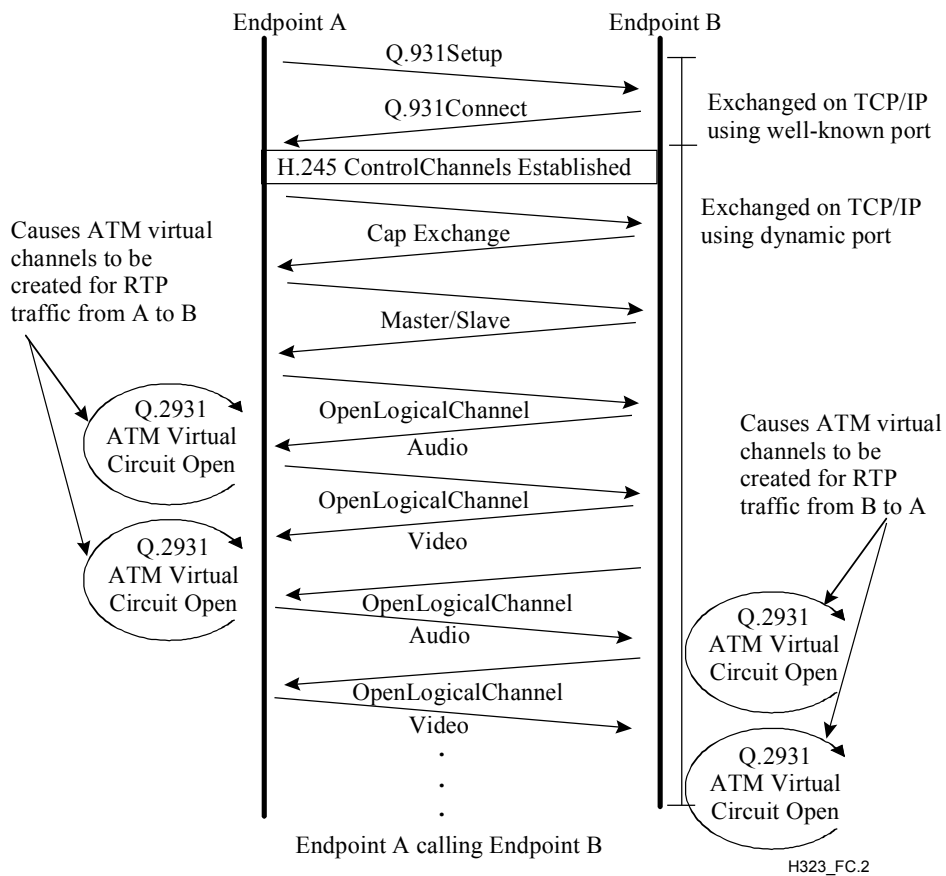 Endpoint A
Endpoint B
Q.931Setup
Q.931Connect
Exchanged on TCP/IP
using well-known port
H.245 ControlChannels Established
Exchanged on TCP/IP
using dynamic port
Cap Exchange
Causes ATM virtual
channels to be
created for RTP
traffic from A to B
Master/Slave
Q.2931
ATM Virtual
Circuit Open
OpenLogicalChannel
Audio
Causes ATM virtual
channels to be
created for RTP
traffic from B to A
OpenLogicalChannel
Video
Q.2931
ATM Virtual
Circuit Open
OpenLogicalChannel
Audio
Q.2931
ATM Virtual
Circuit Open
OpenLogicalChannel
Video
Q.2931
ATM Virtual
Circuit Open
Endpoint A calling Endpoint B
H323_FC.2